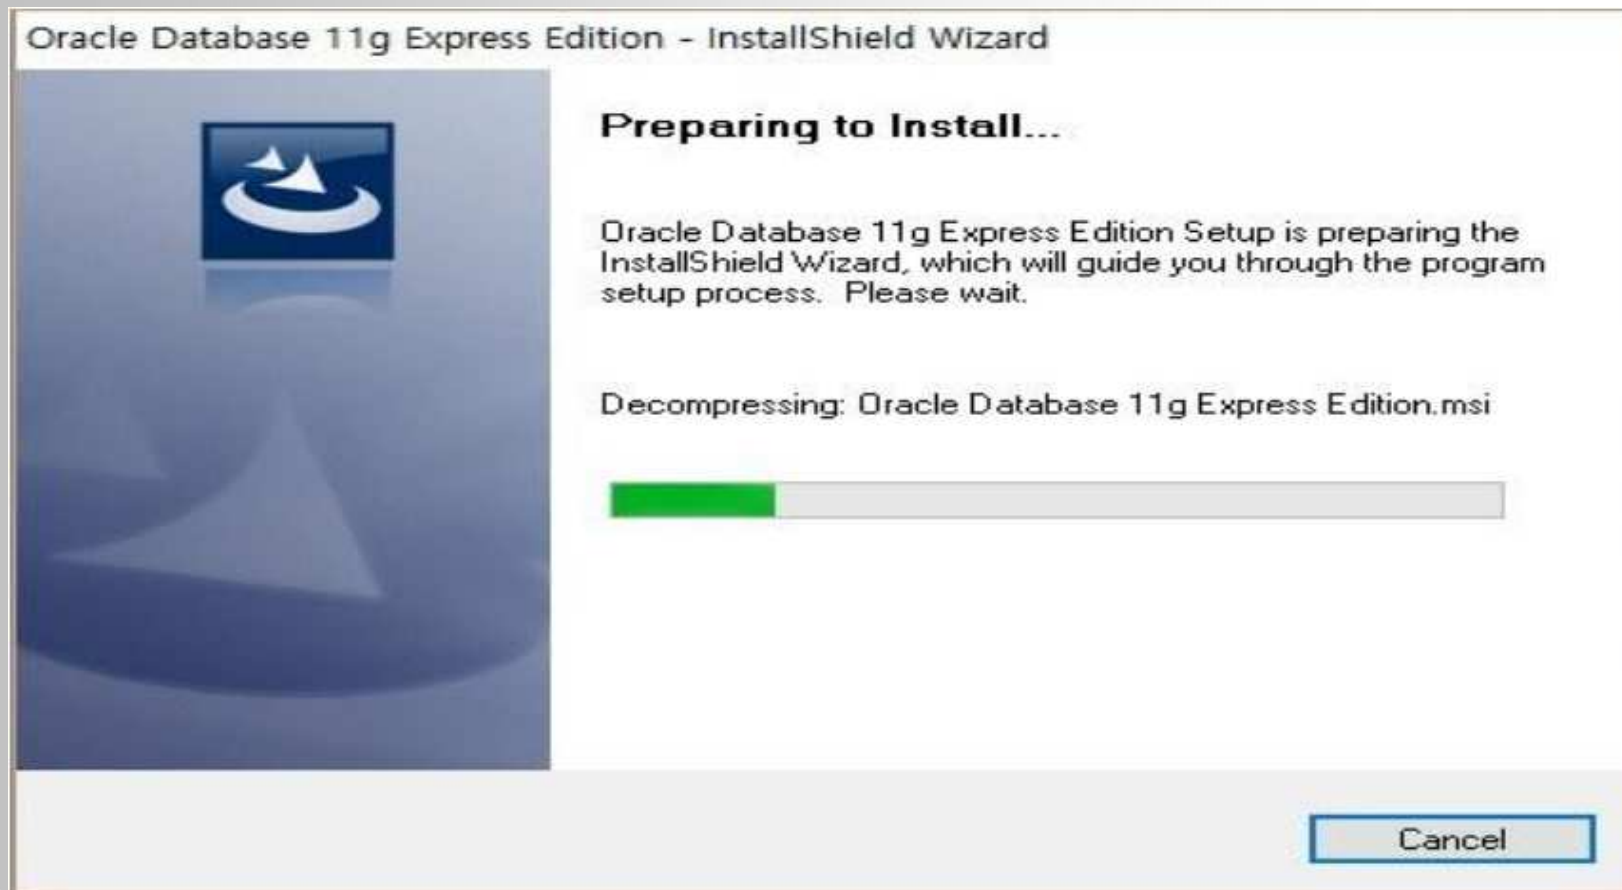 Oracle Database 11g Express Edition - InstallShield Wizard
Preparing to Install...
Oracle Database 11g Express Edition Setup is preparing the
InstallShield Wizard, which will guide you through the program
setup process.  Please wait.
Decompressing: Oracle Database 11g Express Edition.msi
Cancel